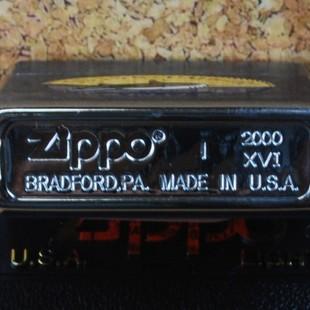 Zippo® I 2000
XVI
BRADFORD,PA. MADE IN U.S.A.
U.S.A.